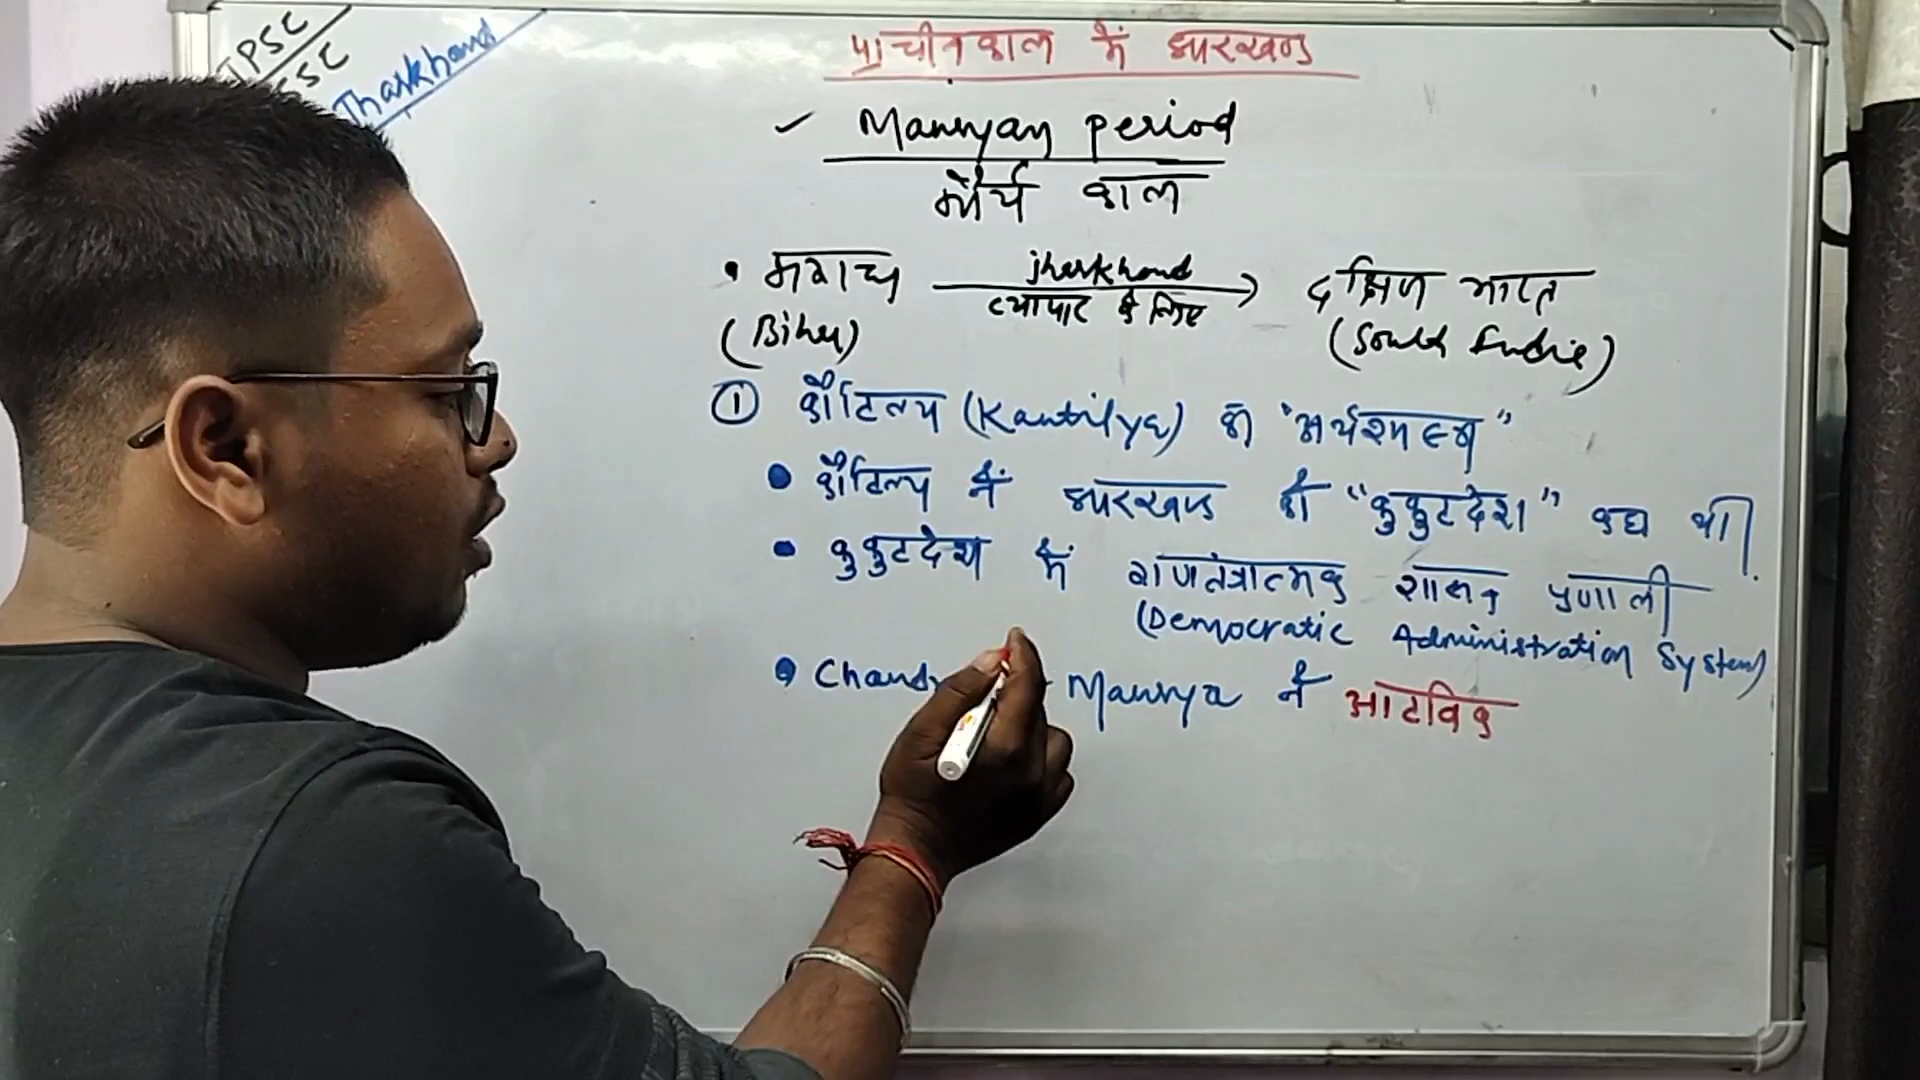 JPSC
SSC
Jharkhand
प्राचीनकाल में झारखण्ड
✓ Mauryan period
मौर्य काल
• मगध jharkhand → दक्षिण भारत
व्यापार के लिए
(Bihar) (South India)
① कौटिल्य (Kautilya) की "अर्थशास्त्र"
• कौटिल्य ने झारखण्ड को "कुकुटदेश" कहा था।
• कुकुटदेश में गणतंत्रात्मक शासन प्रणाली
(Democratic Administration System)
• Chand Maurya ने आटविक